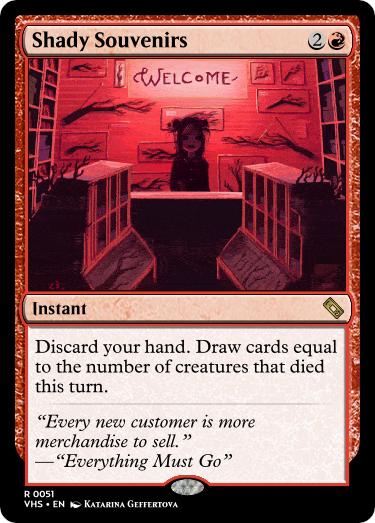 Shady Souvenirs 2
WELCOME
Instant
Discard your hand. Draw cards equal
to the number of creatures that died
this turn.
“Every new customer is more
merchandise to sell.”
—“Everything Must Go”
R 0051
VHS • EN Katarina Geffertova